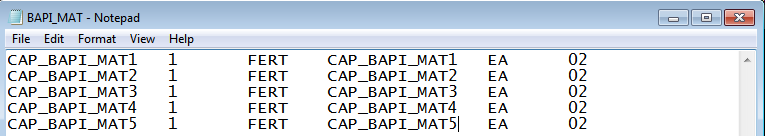 BAPI_MAT - Notepad
File Edit Format View Help
CAP_BAPI_MAT1 1 FERT CAP_BAPI_MAT1 EA 02
CAP_BAPI_MAT2 1 FERT CAP_BAPI_MAT2 EA 02
CAP_BAPI_MAT3 1 FERT CAP_BAPI_MAT3 EA 02
CAP_BAPI_MAT4 1 FERT CAP_BAPI_MAT4 EA 02
CAP_BAPI_MAT5 1 FERT CAP_BAPI_MAT5 EA 02